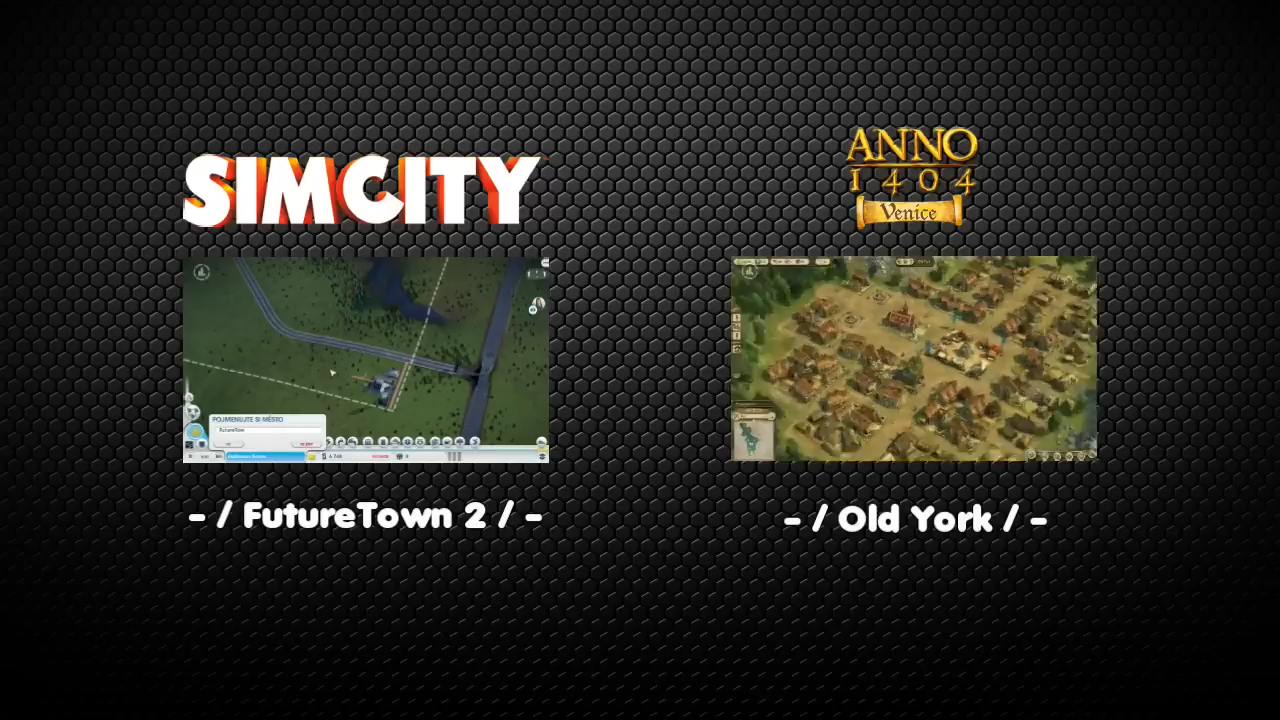 SIMCITY
ANNO
1404
Venice
POJMENUJTE SI MĚSTO
FutureTown
- / FutureTown 2 / -
- / Old York / -